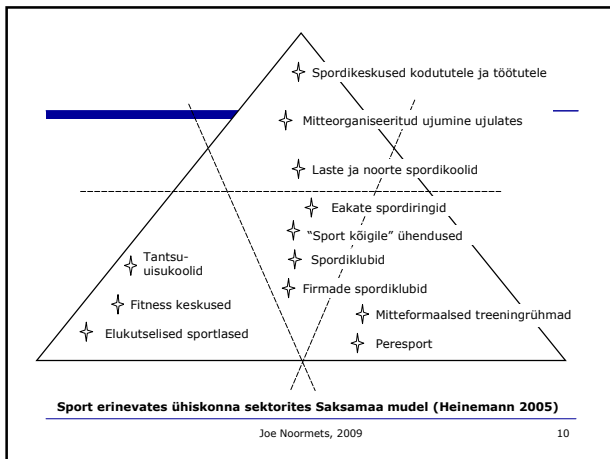 Spordikeskused kodututele ja töötutele
Mitteorganiseeritud ujumine ujulates
Laste ja noorte spordikoolid
Eakate spordiringid
“Sport kõigile” ühendused
Tantsu-
uisukoolid
Spordiklubid
Firmade spordiklubid
Fitness keskused
Mitteformaalsed treeningrühmad
Elukutselised sportlased
Peresport
Sport erinevates ühiskonna sektorites Saksamaa mudel (Heinemann 2005)
Joe Noormets, 2009
10